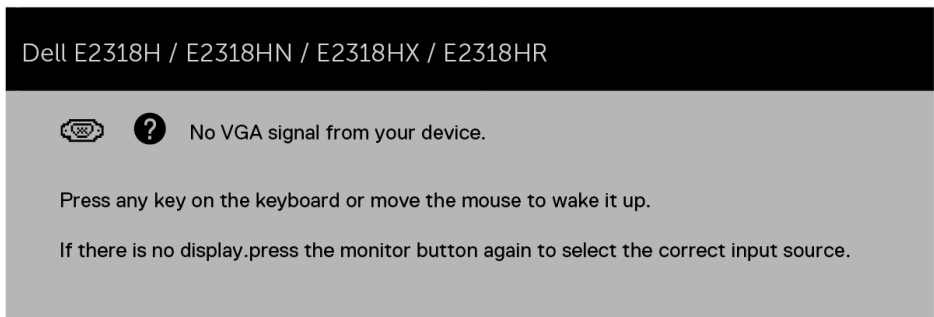 Dell E2318H / E2318HN / E2318HX / E2318HR
? No VGA signal from your device.
Press any key on the keyboard or move the mouse to wake it up.
If there is no display.press the monitor button again to select the correct input source.